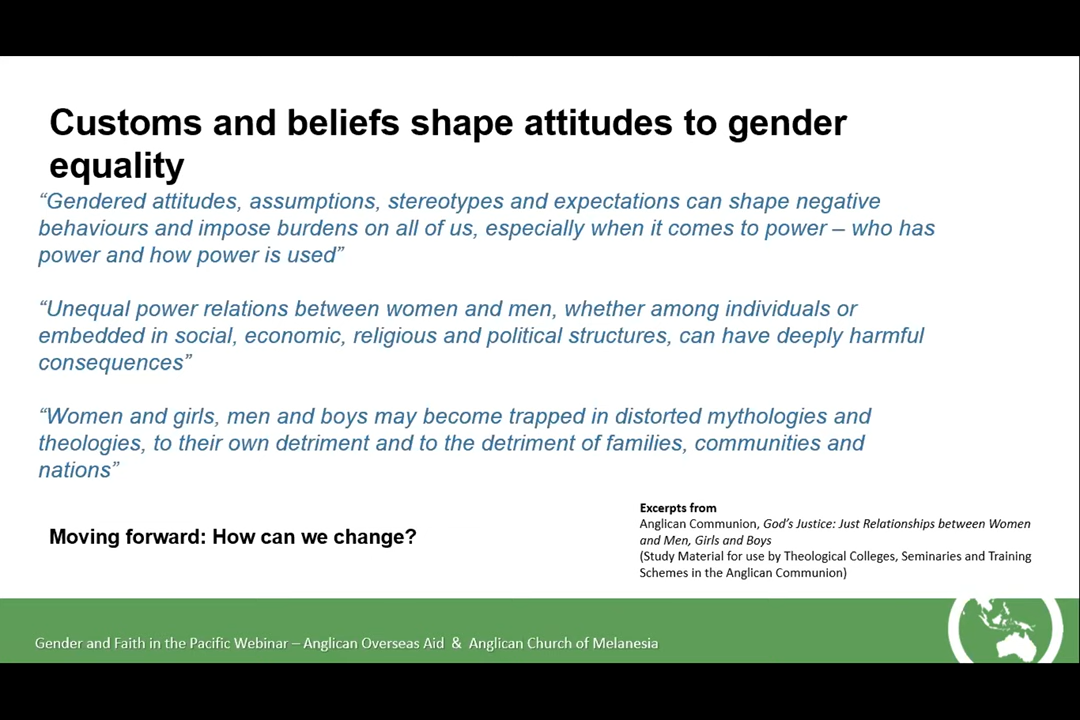 Customs and beliefs shape attitudes to gender
equality
“Gendered attitudes, assumptions, stereotypes and expectations can shape negative
behaviours and impose burdens on all of us, especially when it comes to power – who has
power and how power is used”
“Unequal power relations between women and men, whether among individuals or
embedded in social, economic, religious and political structures, can have deeply harmful
consequences”
“Women and girls, men and boys may become trapped in distorted mythologies and
theologies, to their own detriment and to the detriment of families, communities and
nations”
Moving forward: How can we change?
Excerpts from
Anglican Communion, God’s Justice: Just Relationships between Women
and Men, Girls and Boys
(Study Material for use by Theological Colleges, Seminaries and Training
Schemes in the Anglican Communion)
Gender and Faith in the Pacific Webinar – Anglican Overseas Aid & Anglican Church of Melanesia